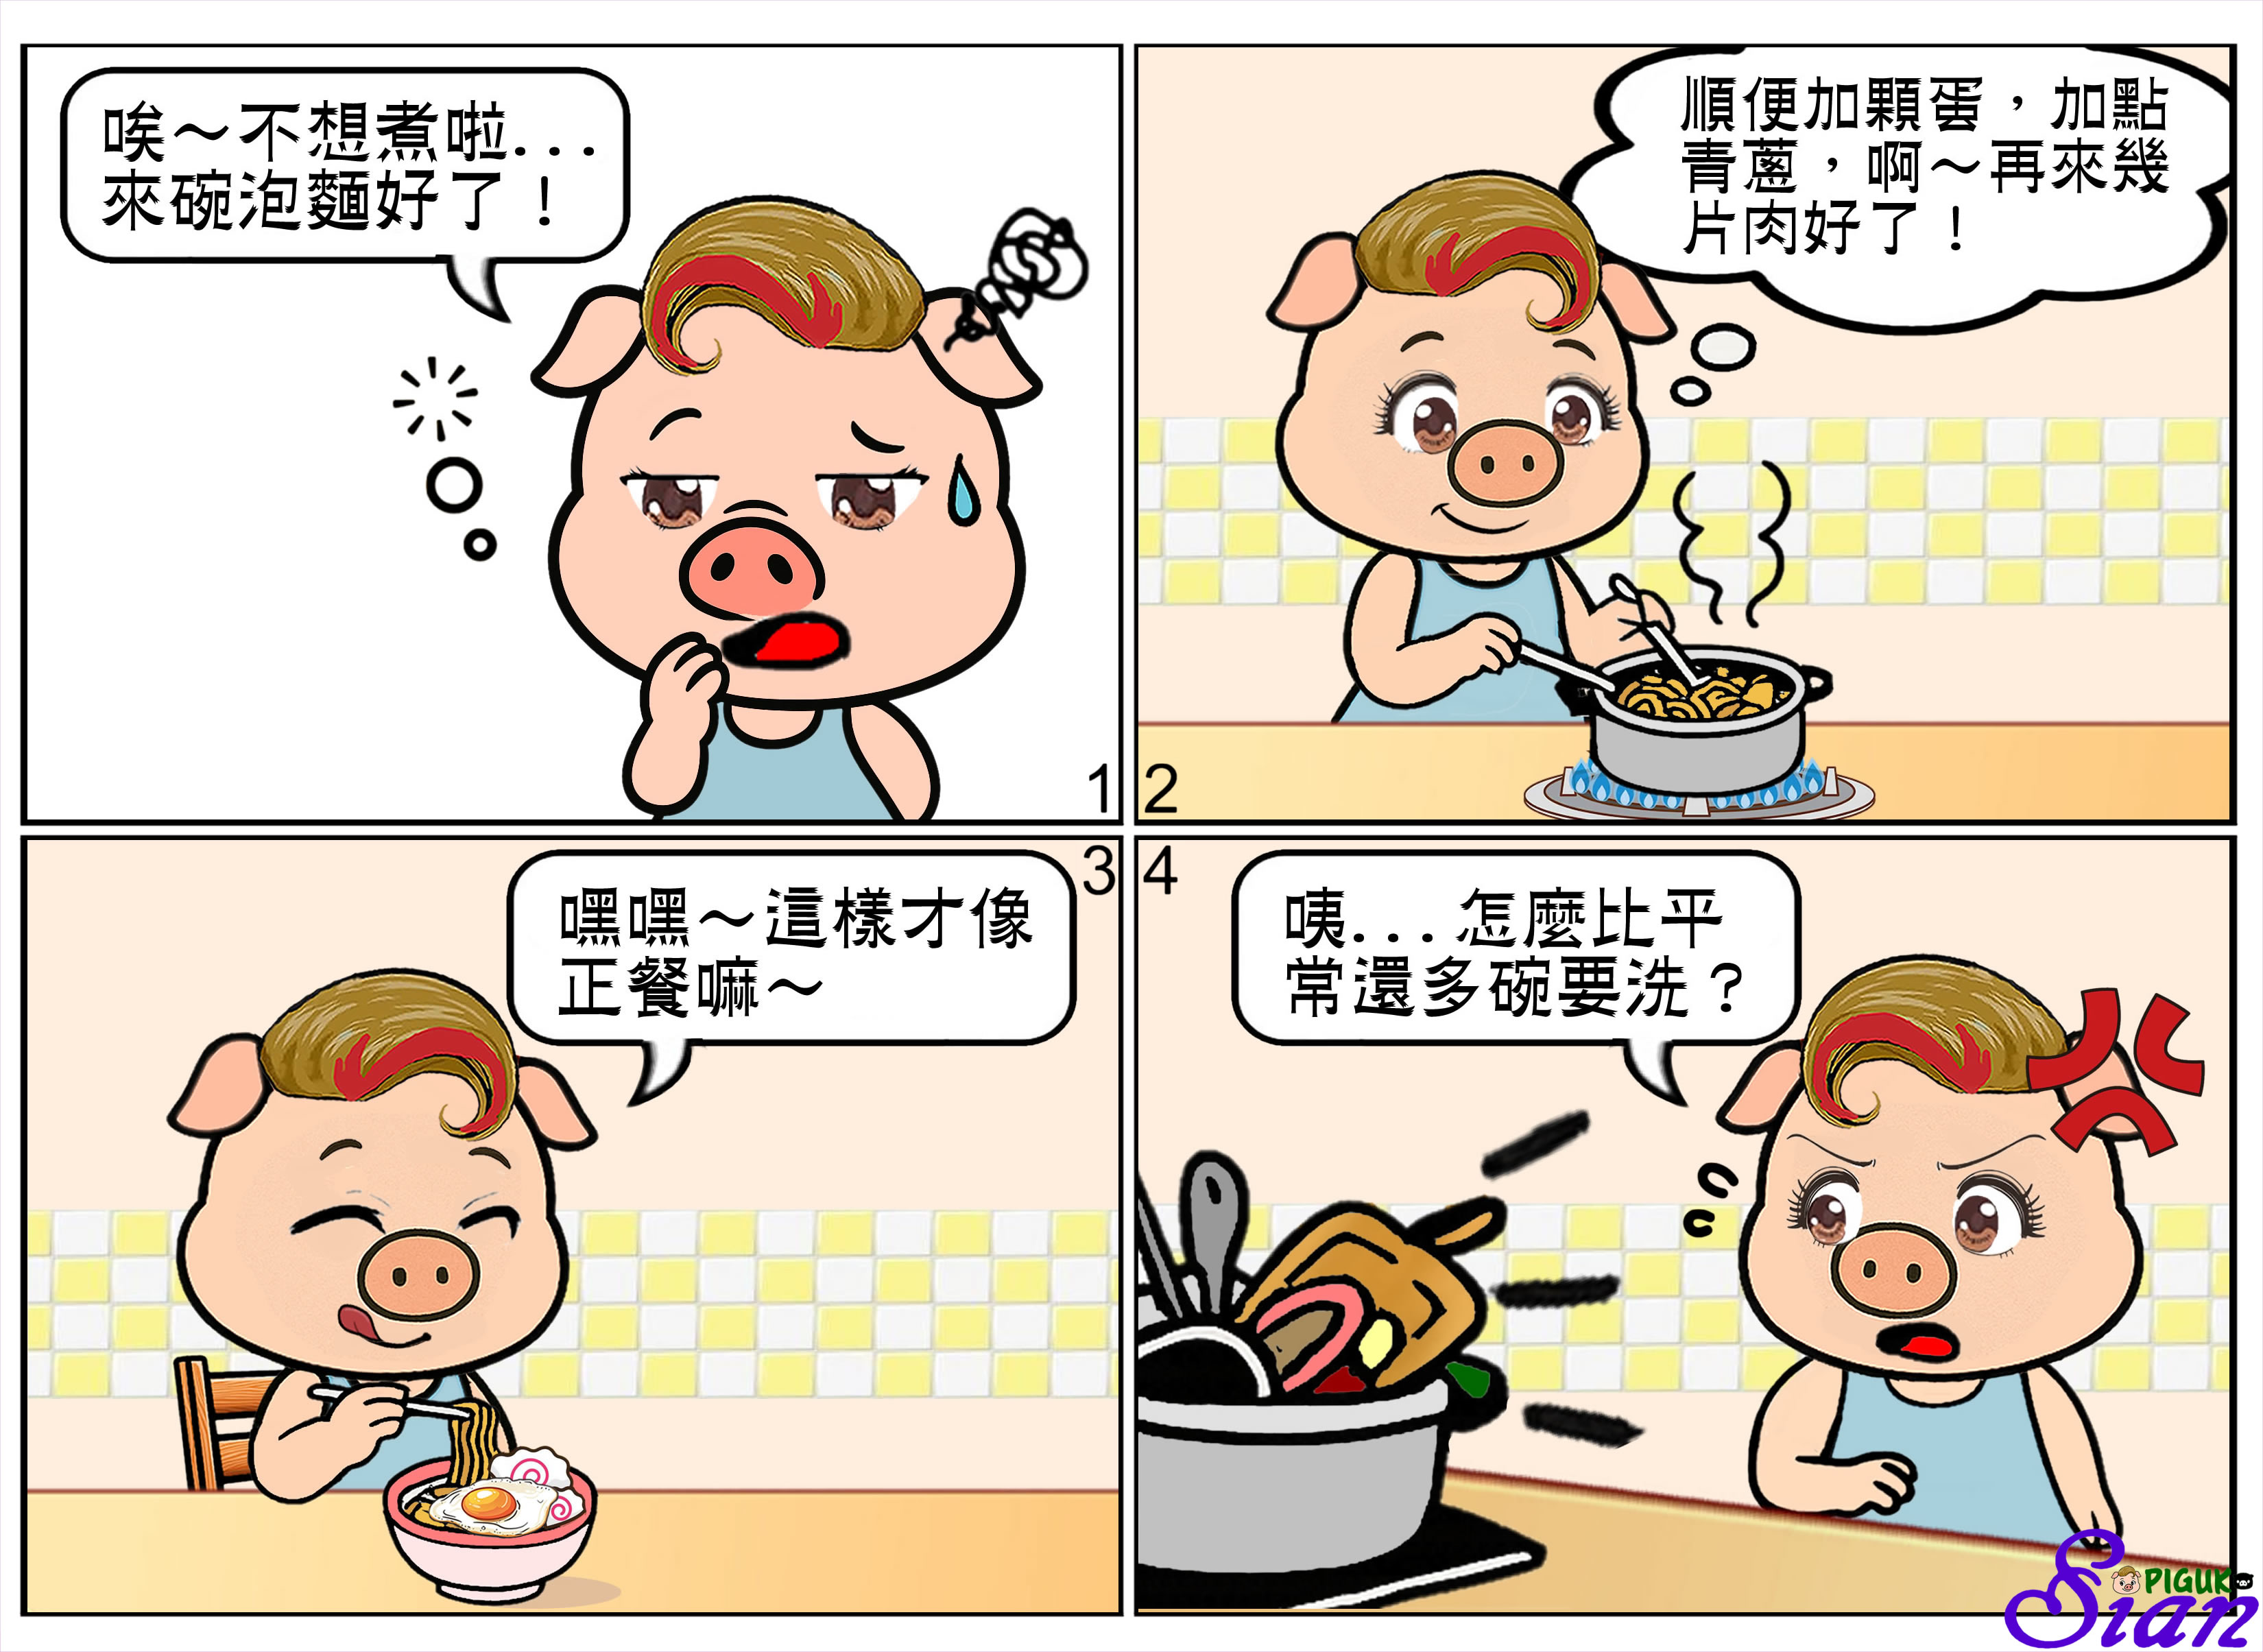 唉～不想煮啦...
來碗泡麵好了！
1
2
順便加顆蛋，加點
青蔥，啊～再來幾
片肉好了！
3
嘿嘿～這樣才像
正餐嘛～
4
咦...怎麼比平
常還多碗要洗？
PIGUK
Sian